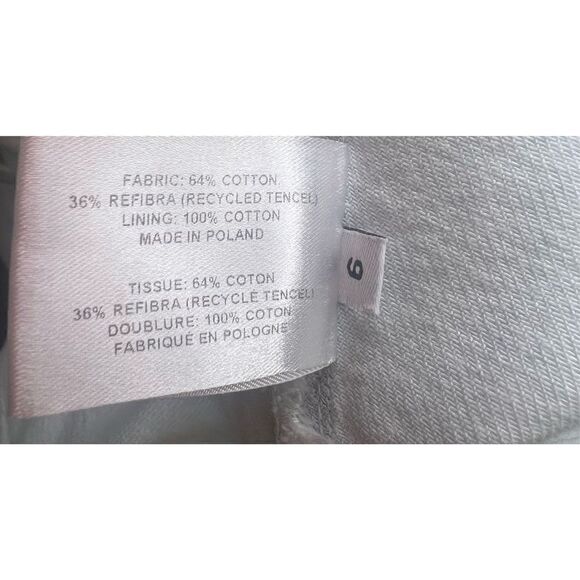 FABRIC: 64% COTTON
36% REFIBRA (RECYCLED TENCEL)
LINING: 100% COTTON
MADE IN POLAND
TISSUE: 64% COTON
36% REFIBRA (RECYCLÉ TENCEL)
DOUBLURE: 100% COTON
FABRIQUÉ EN POLOGNE
6